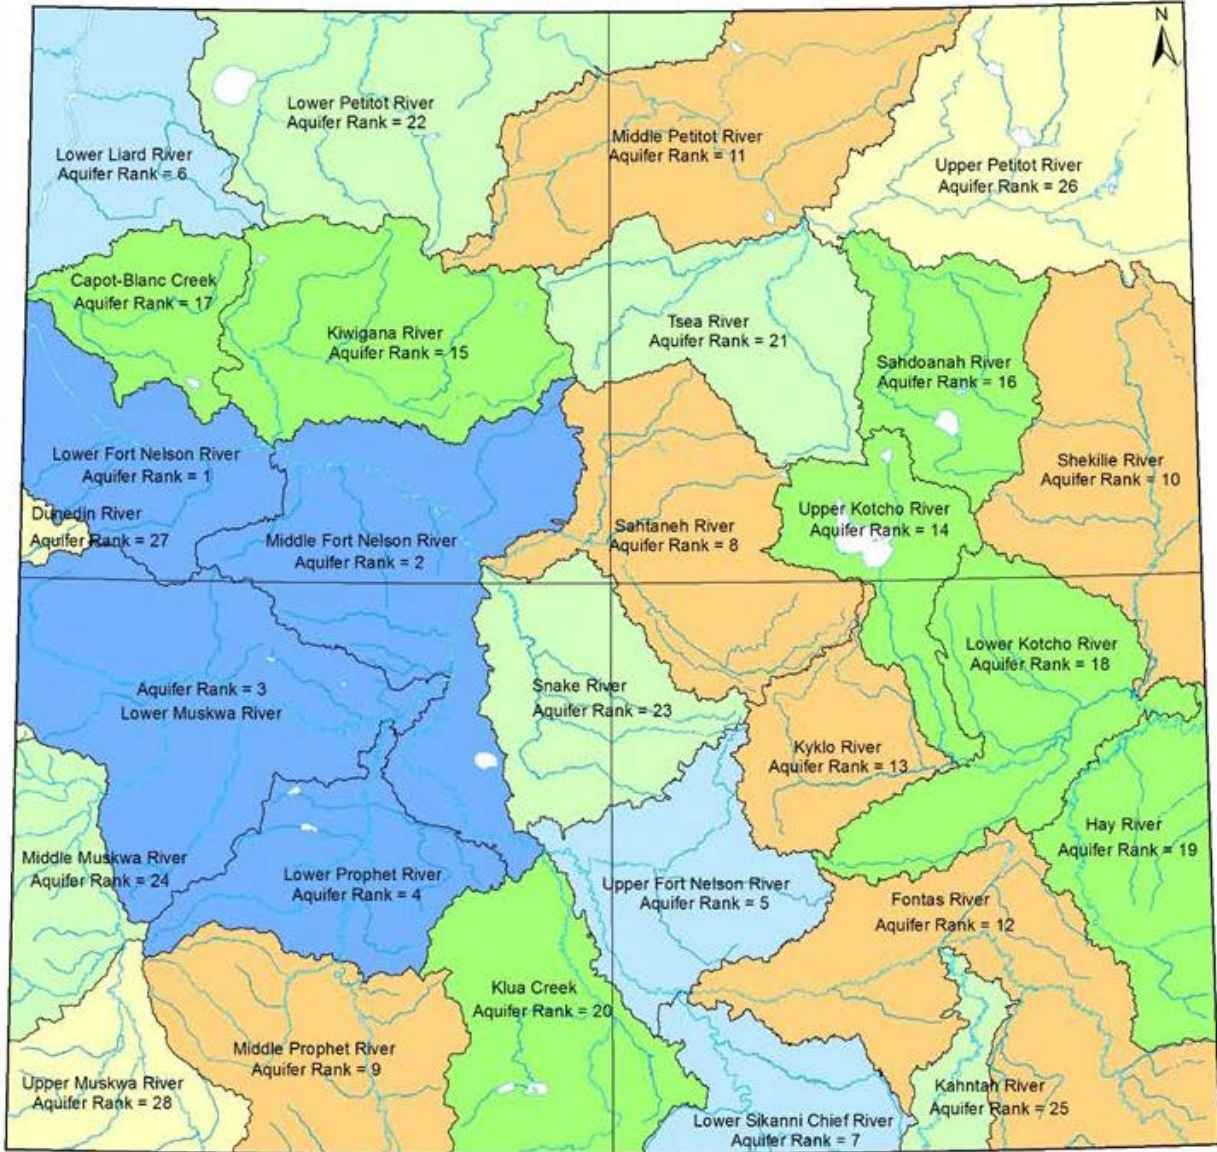 N
Lower Petitot River
Aquifer Rank = 22
Middle Petitot River
Aquifer Rank = 11
Lower Liard River
Aquifer Rank = 6
Upper Petitot River
Aquifer Rank = 26
Capot-Blanc Creek
Aquifer Rank = 17
Kiwigana River
Aquifer Rank = 15
Tsea River
Aquifer Rank = 21
Sahdoanah River
Aquifer Rank = 16
Lower Fort Nelson River
Aquifer Rank = 1
Shekilie River
Aquifer Rank = 10
Dunedin River
Aquifer Rank = 27
Middle Fort Nelson River
Aquifer Rank = 2
Sahtaneh River
Aquifer Rank = 8
Upper Kotcho River
Aquifer Rank = 14
Lower Kotcho River
Aquifer Rank = 18
Aquifer Rank = 3
Lower Muskwa River
Snake River
Aquifer Rank = 23
Kyklo River
Aquifer Rank = 13
Hay River
Aquifer Rank = 19
Middle Muskwa River
Aquifer Rank = 24
Lower Prophet River
Aquifer Rank = 4
Upper Fort Nelson River
Aquifer Rank = 5
Fontas River
Aquifer Rank = 12
Klua Creek
Aquifer Rank = 20
Middle Prophet River
Aquifer Rank = 9
Upper Muskwa River
Aquifer Rank = 28
Kahntah River
Aquifer Rank = 25
Lower Sikanni Chief River
Aquifer Rank = 7